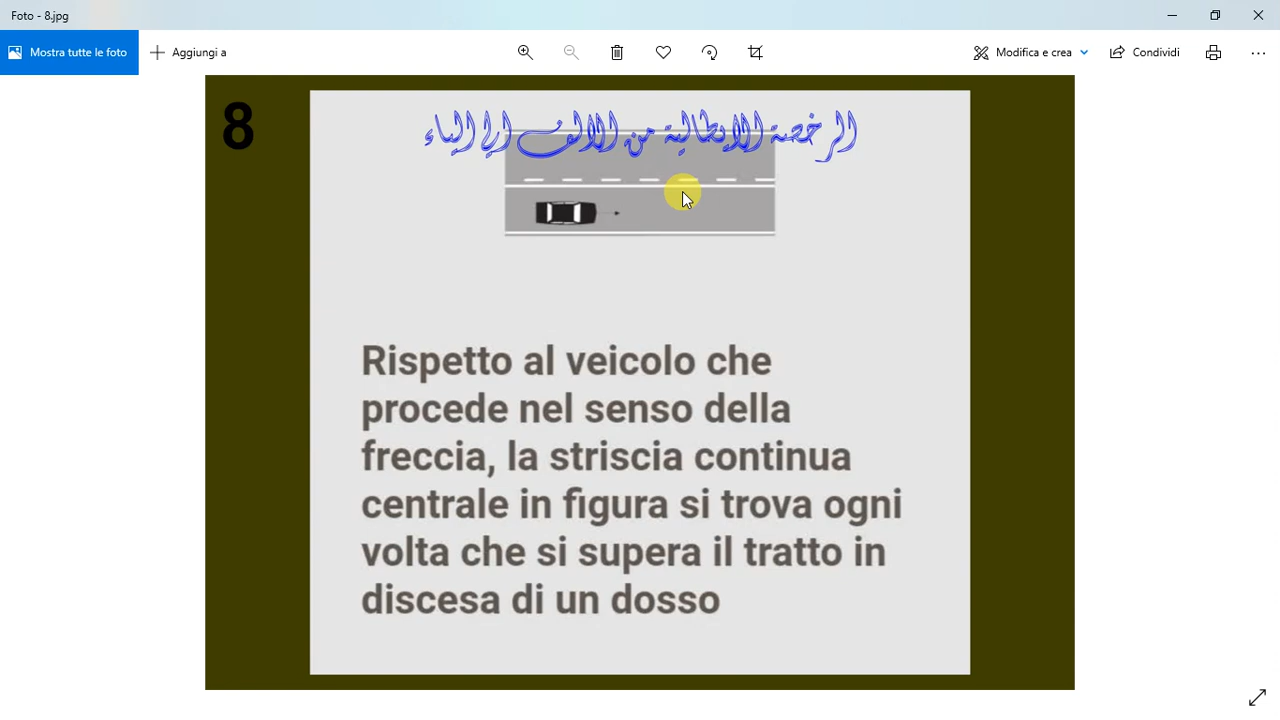 Foto - 8.jpg
Mostra tutte le foto
Aggiungi a
Modifica e crea
Condividi
8
الرخصة الإيطالية من الالف الى الياء
Rispetto al veicolo che
procede nel senso della
freccia, la striscia continua
centrale in figura si trova ogni
volta che si supera il tratto in
discesa di un dosso